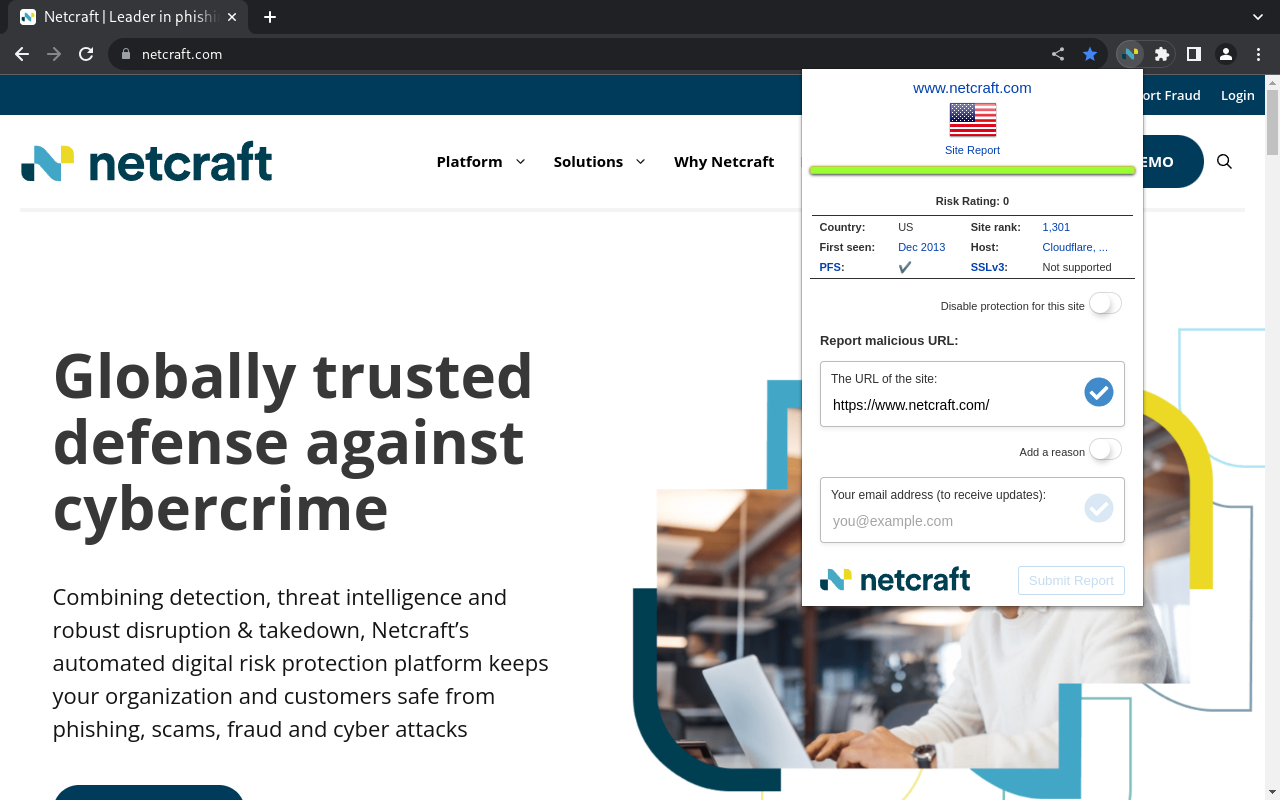 Netcraft | Leader in phishi
netcraft.com
www.netcraft.com
Site Report
Risk Rating: 0
Country: US Site rank: 1,301
First seen: Dec 2013 Host: Cloudflare, ...
PFS: ✔ SSLv3: Not supported
Disable protection for this site
Report malicious URL:
The URL of the site:
https://www.netcraft.com/
Add a reason
Your email address (to receive updates):
you@example.com
netcraft
Submit Report
ort Fraud Login
netcraft
Platform Solutions Why Netcraft
EMO
Globally trusted
defense against
cybercrime
Combining detection, threat intelligence and
robust disruption & takedown, Netcraft’s
automated digital risk protection platform keeps
your organization and customers safe from
phishing, scams, fraud and cyber attacks